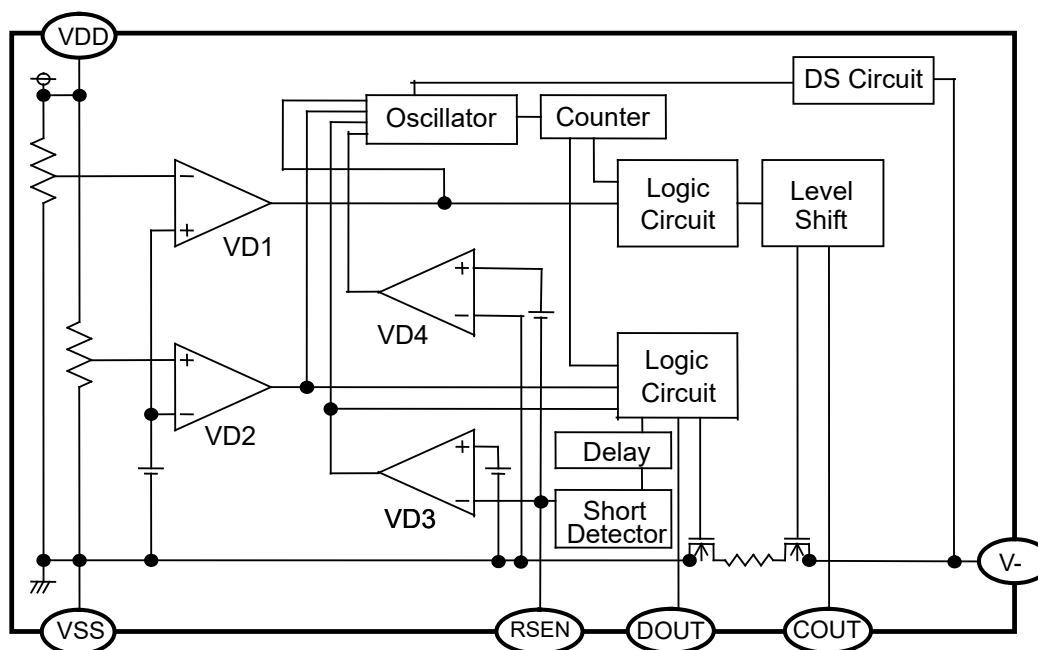 VDD
DS Circuit
Oscillator
Counter
Logic
Circuit
Level
Shift
−
+
VD1
+
−
VD4
Logic
Circuit
+
−
VD2
Delay
+
−
VD3
Short
Detector
V-
VSS
RSEN
DOUT
COUT